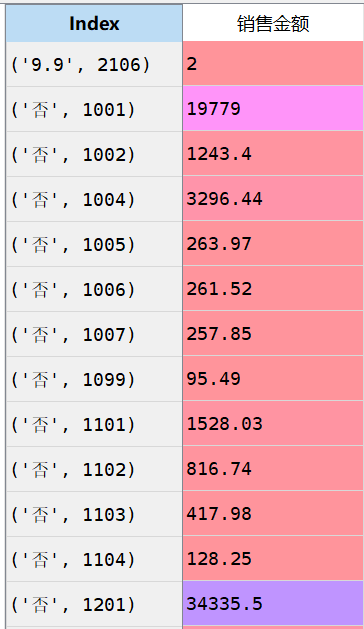 Index 销售金额
('9.9', 2106) 2
('否', 1001) 19779
('否', 1002) 1243.4
('否', 1004) 3296.44
('否', 1005) 263.97
('否', 1006) 261.52
('否', 1007) 257.85
('否', 1099) 95.49
('否', 1101) 1528.03
('否', 1102) 816.74
('否', 1103) 417.98
('否', 1104) 128.25
('否', 1201) 34335.5